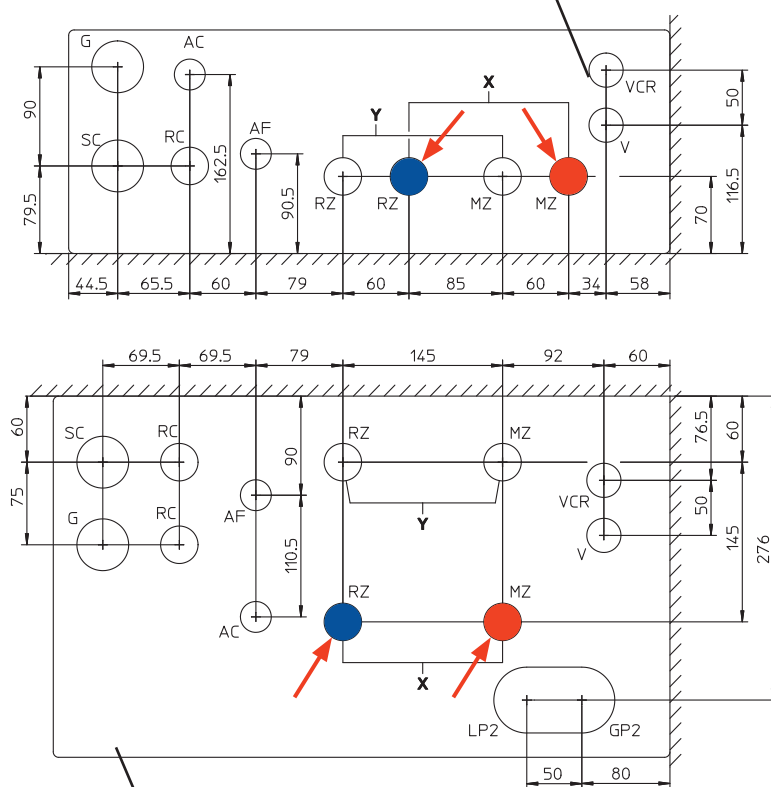 G
AC
X
VCR
50
90
Y
SC
RC
AF
V
162.5
116.5
79.5
90.5
RZ
RZ
MZ
MZ
70
44.5
65.5
60
79
60
85
60
34
58
69.5
69.5
79
145
92
60
60
SC
RC
90
RZ
MZ
76.5
60
75
VCR
50
G
RC
AF
Y
V
145
276
110.5
RZ
MZ
AC
X
LP2
GP2
50
80